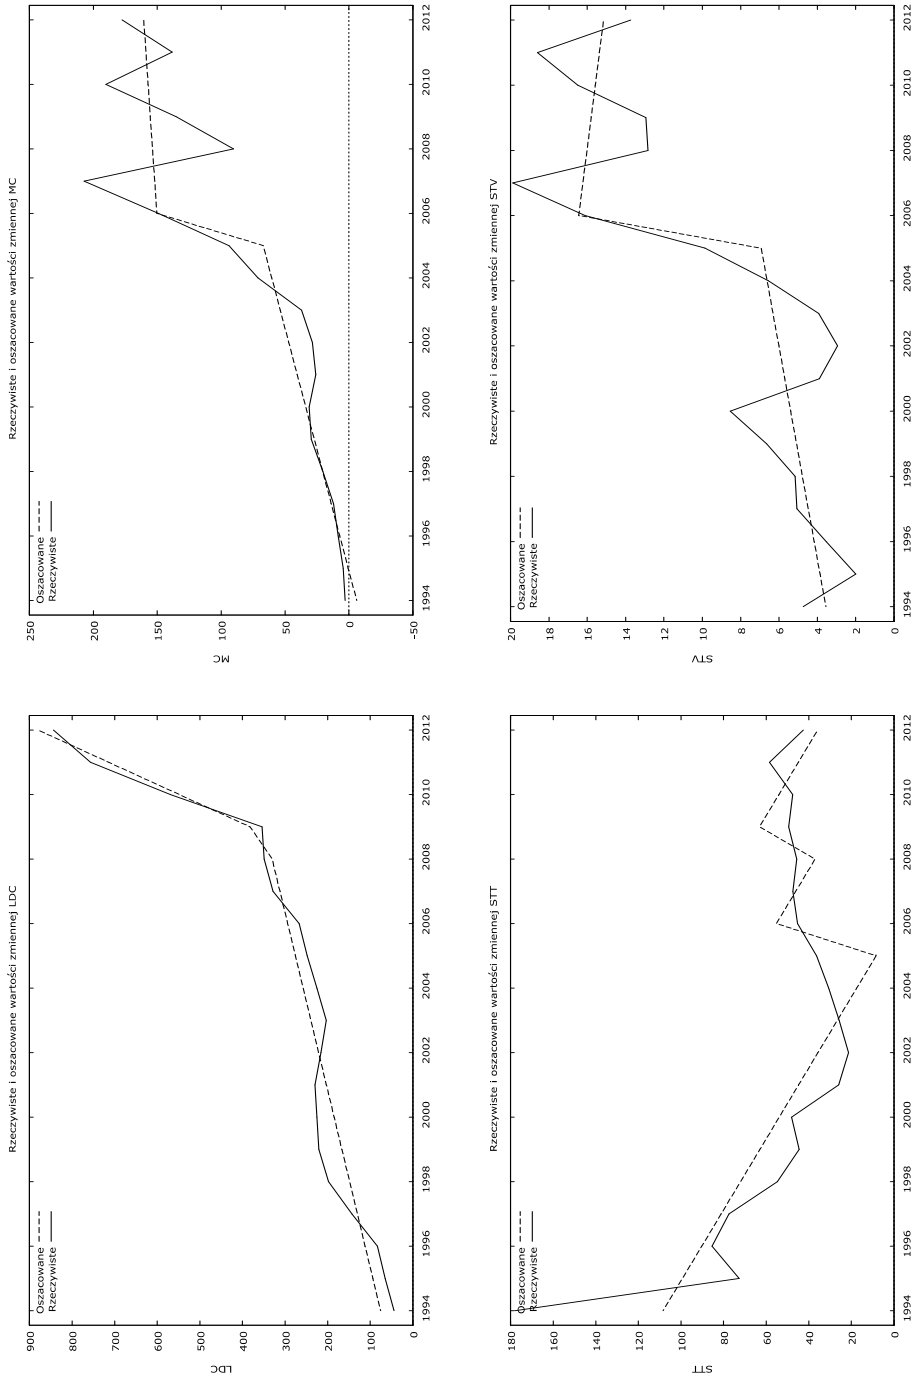 Rzeczywiste i oszacowane wartości zmiennej LDC
Oszacowane
Rzeczywiste
LDC
900
800
700
600
500
400
300
200
100
0
1994 1996 1998 2000 2002 2004 2006 2008 2010 2012
Rzeczywiste i oszacowane wartości zmiennej MC
Oszacowane
Rzeczywiste
MC
250
200
150
100
50
0
-50
1994 1996 1998 2000 2002 2004 2006 2008 2010 2012
Rzeczywiste i oszacowane wartości zmiennej STT
Oszacowane
Rzeczywiste
STT
180
160
140
120
100
80
60
40
20
0
1994 1996 1998 2000 2002 2004 2006 2008 2010 2012
Rzeczywiste i oszacowane wartości zmiennej STV
Oszacowane
Rzeczywiste
STV
20
18
16
14
12
10
8
6
4
2
0
1994 1996 1998 2000 2002 2004 2006 2008 2010 2012